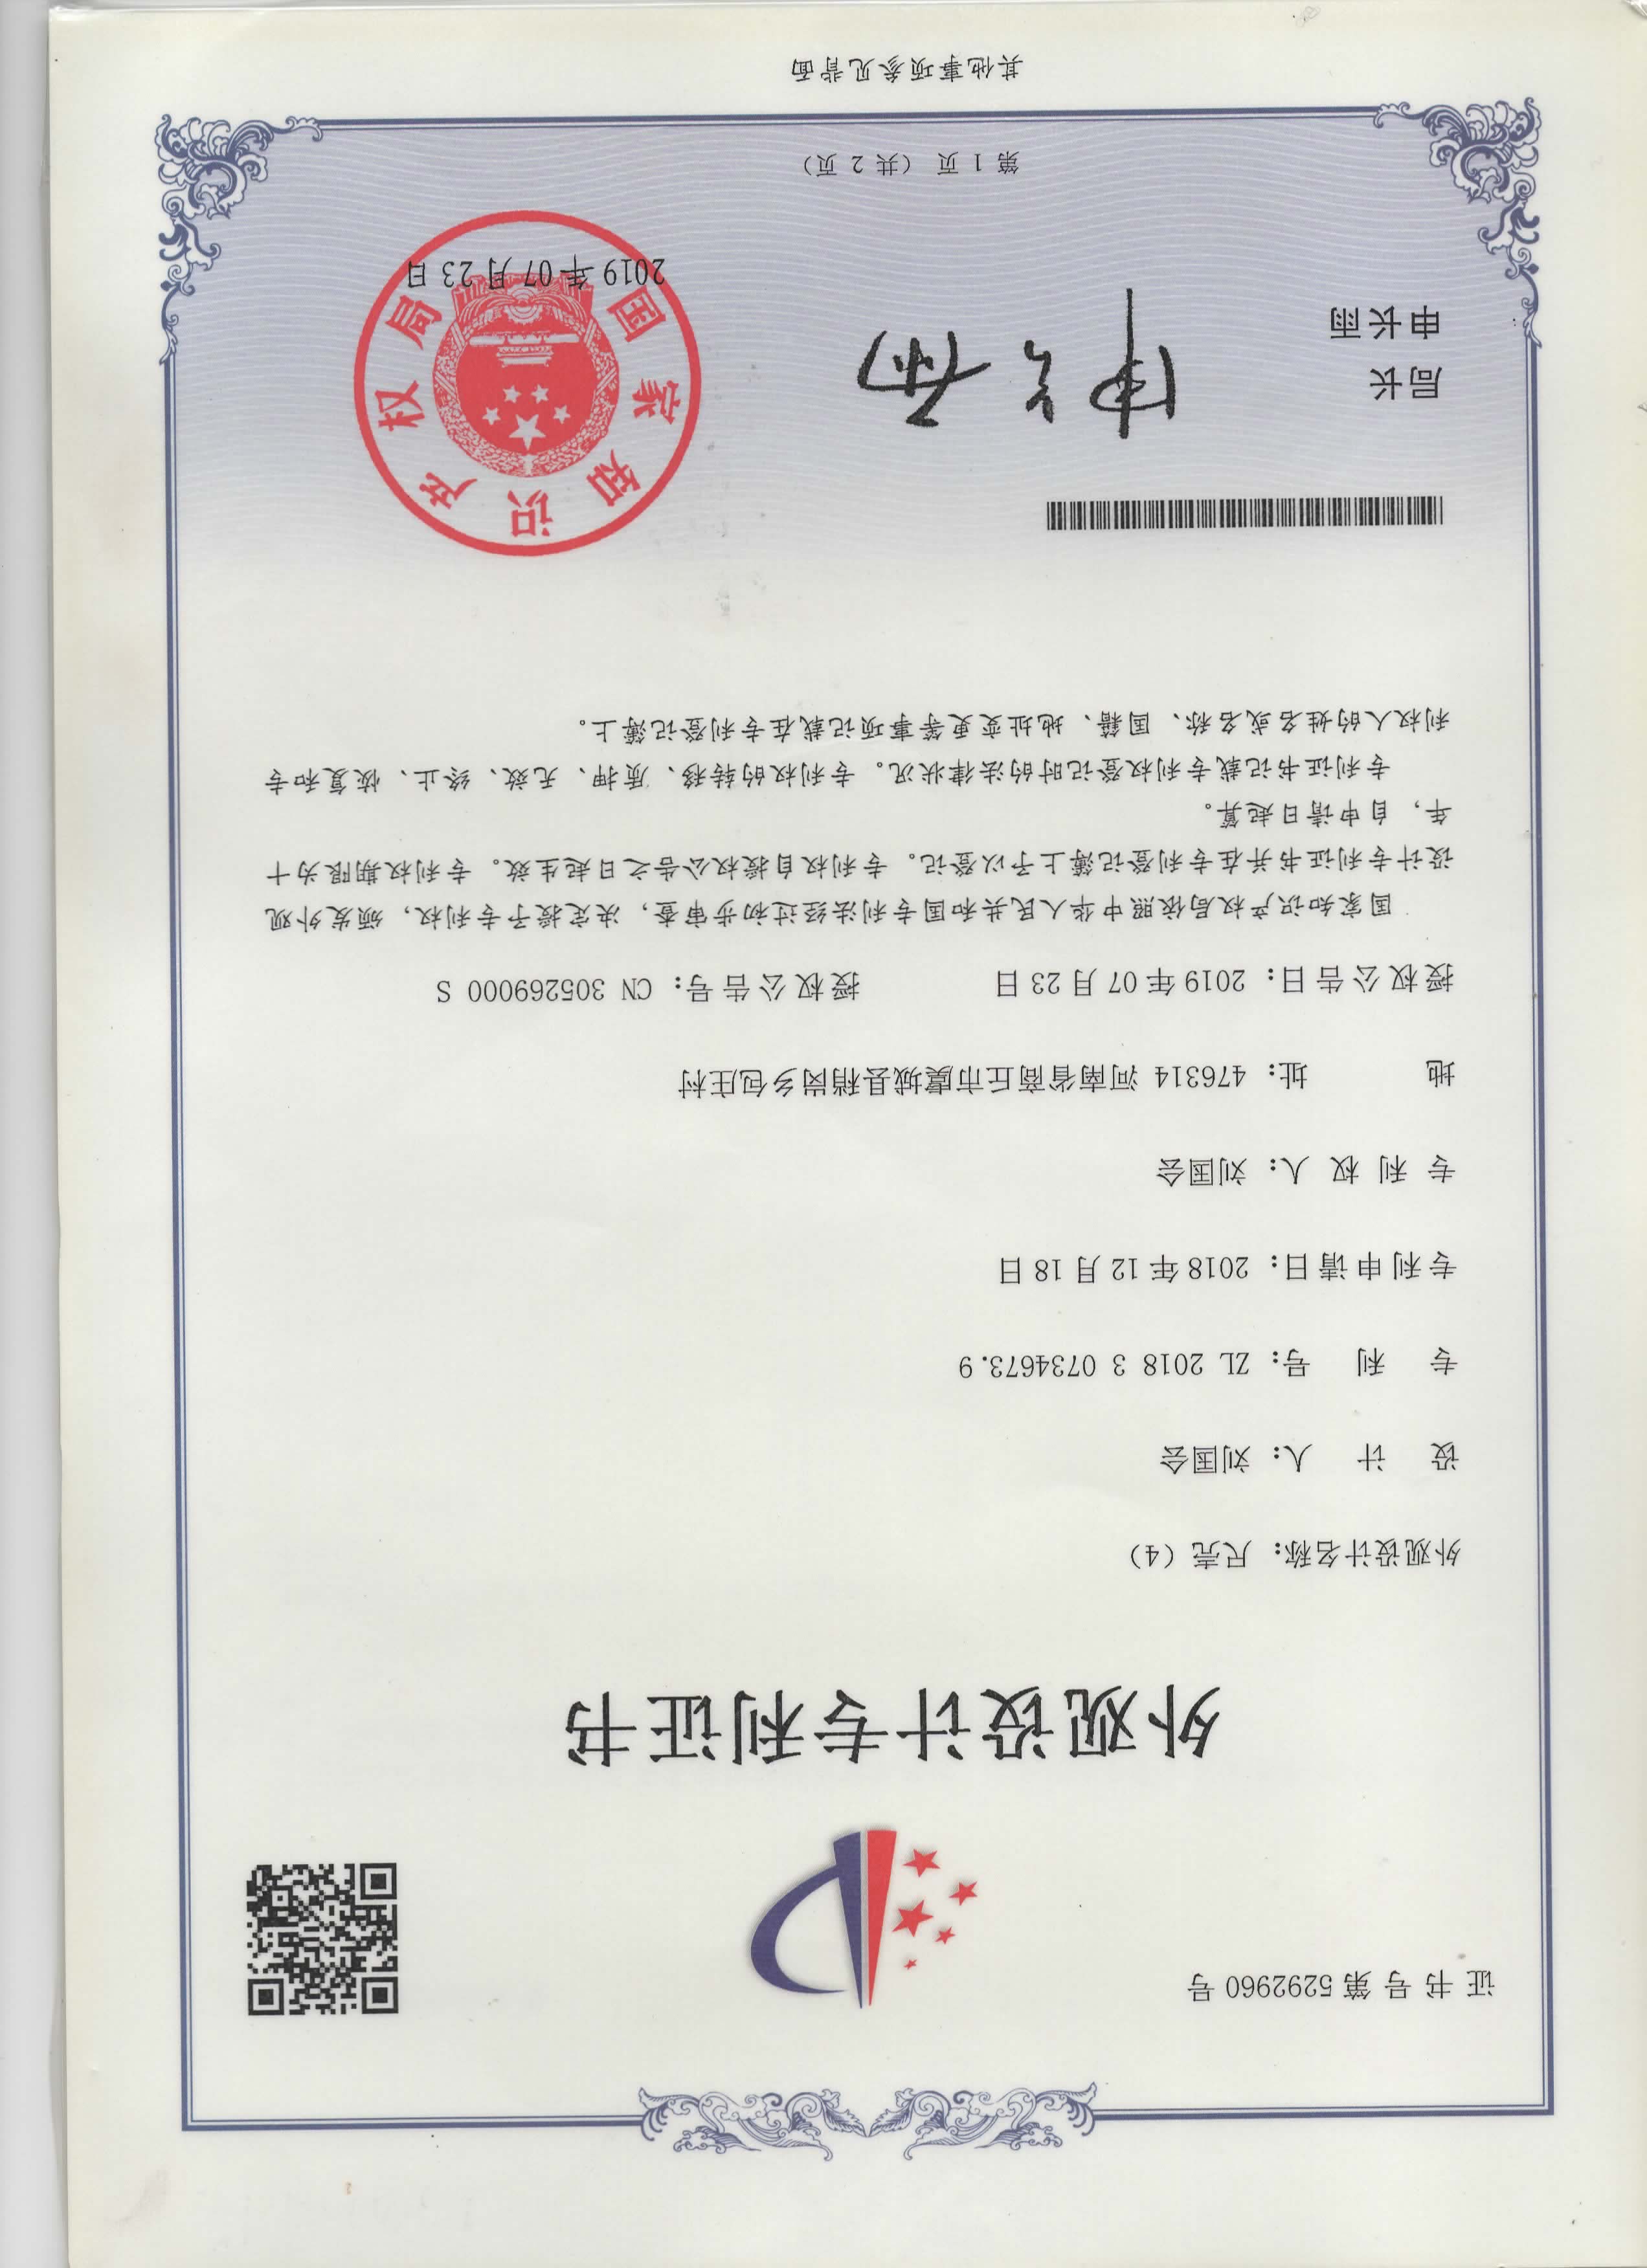 证书号第5292960号
外观设计专利证书
外观设计名称：尺壳（4）
设计人：刘国会
专利号：ZL 2018 3 0734673.9
专利申请日：2018年12月18日
专利权人：刘国会
地址：476314 河南省商丘市虞城县稍岗乡包庄村
授权公告日：2019年07月23日 授权公告号：CN 305269000 S
国家知识产权局依照中华人民共和国专利法经过初步审查，决定授予专利权，颁发外观
设计专利证书并在专利登记簿上予以登记。专利权自授权公告之日起生效。专利权期限为十
年，自申请日起算。
专利证书记载专利权登记时的法律状况。专利权的转移、质押、无效、终止、恢复和专
利权人的姓名或名称、国籍、地址变更等事项记载在专利登记簿上。
局长
申长雨
申长雨
国家知识产权局
2019年07月23日
第 1 页（共 2 页）
其他事项参见背面